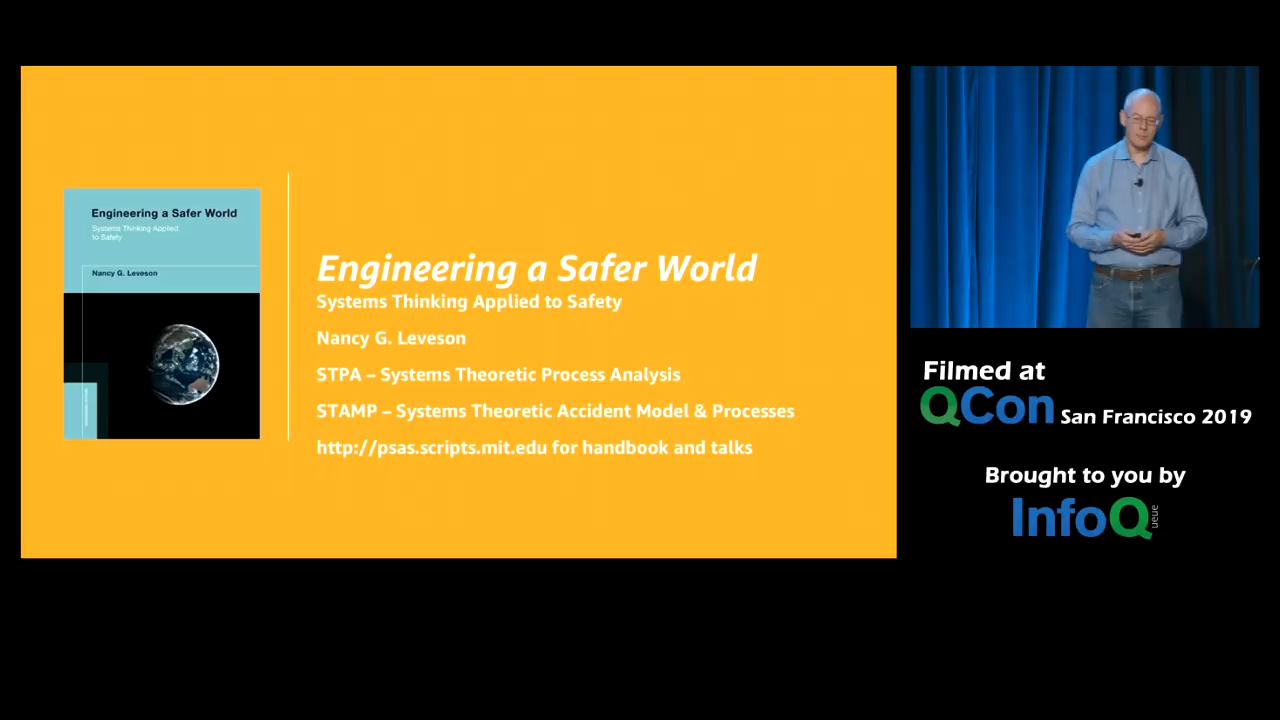 Engineering a Safer World
Systems Thinking Applied
to Safety
Nancy G. Leveson
Engineering a Safer World
Systems Thinking Applied to Safety
Nancy G. Leveson
STPA – Systems Theoretic Process Analysis
STAMP – Systems Theoretic Accident Model & Processes
http://psas.scripts.mit.edu for handbook and talks
Filmed at
QCon San Francisco 2019
Brought to you by
InfoQ
ueue